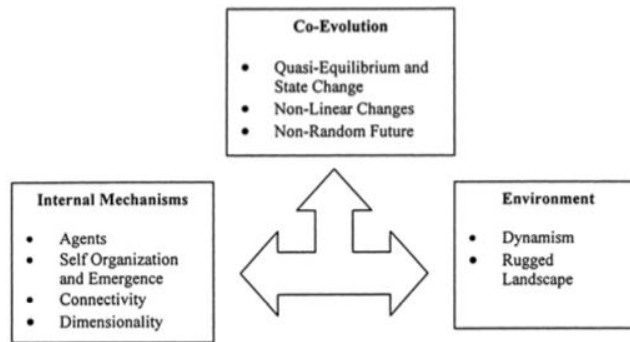 Co-Evolution
• Quasi-Equilibrium and
State Change
• Non-Linear Changes
• Non-Random Future
Internal Mechanisms
• Agents
• Self Organization
and Emergence
• Connectivity
• Dimensionality
Environment
• Dynamism
• Rugged
Landscape